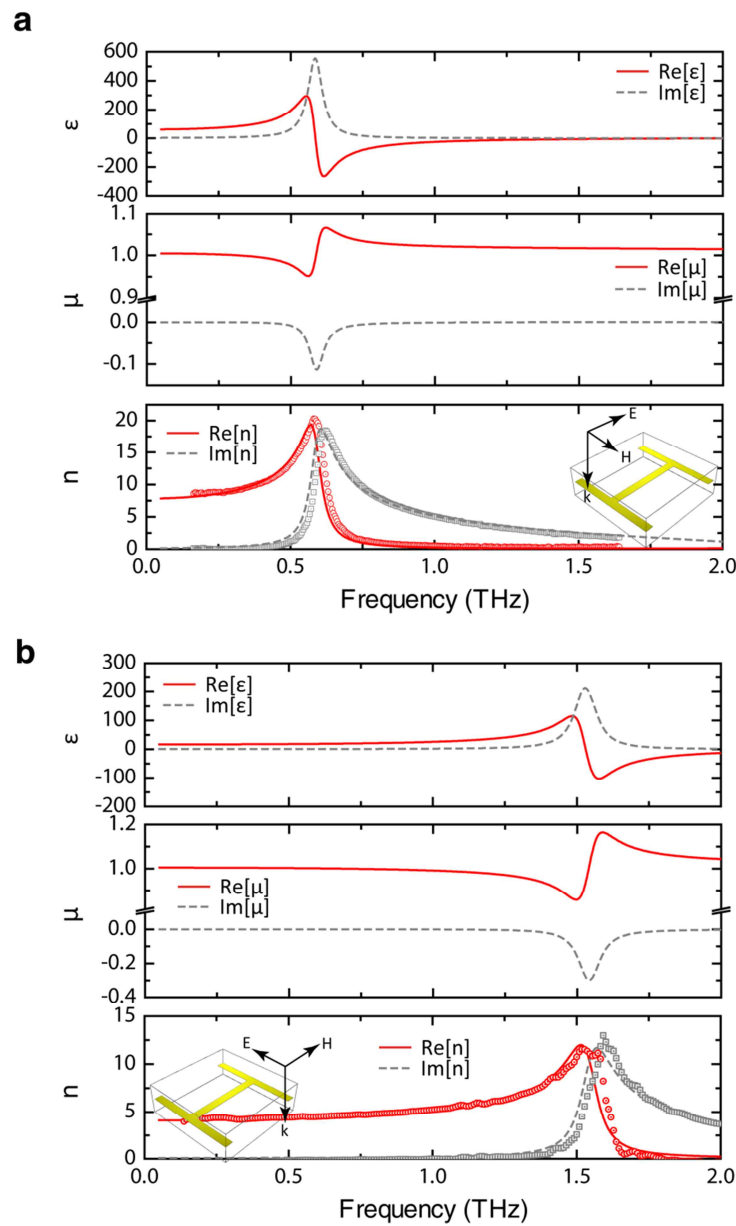 a
600
400
200
0
-200
-400
ε
Re[ε]
Im[ε]
1.1
1.0
0.9
0.0
-0.1
μ
Re[μ]
Im[μ]
20
15
10
5
0
n
Re[n]
Im[n]
E
H
k
0.0 0.5 1.0 1.5 2.0
Frequency (THz)
b
300
200
100
0
-100
-200
ε
Re[ε]
Im[ε]
1.2
1.0
0.0
-0.2
-0.4
μ
Re[μ]
Im[μ]
15
10
5
0
n
E
H
k
Re[n]
Im[n]
0.0 0.5 1.0 1.5 2.0
Frequency (THz)